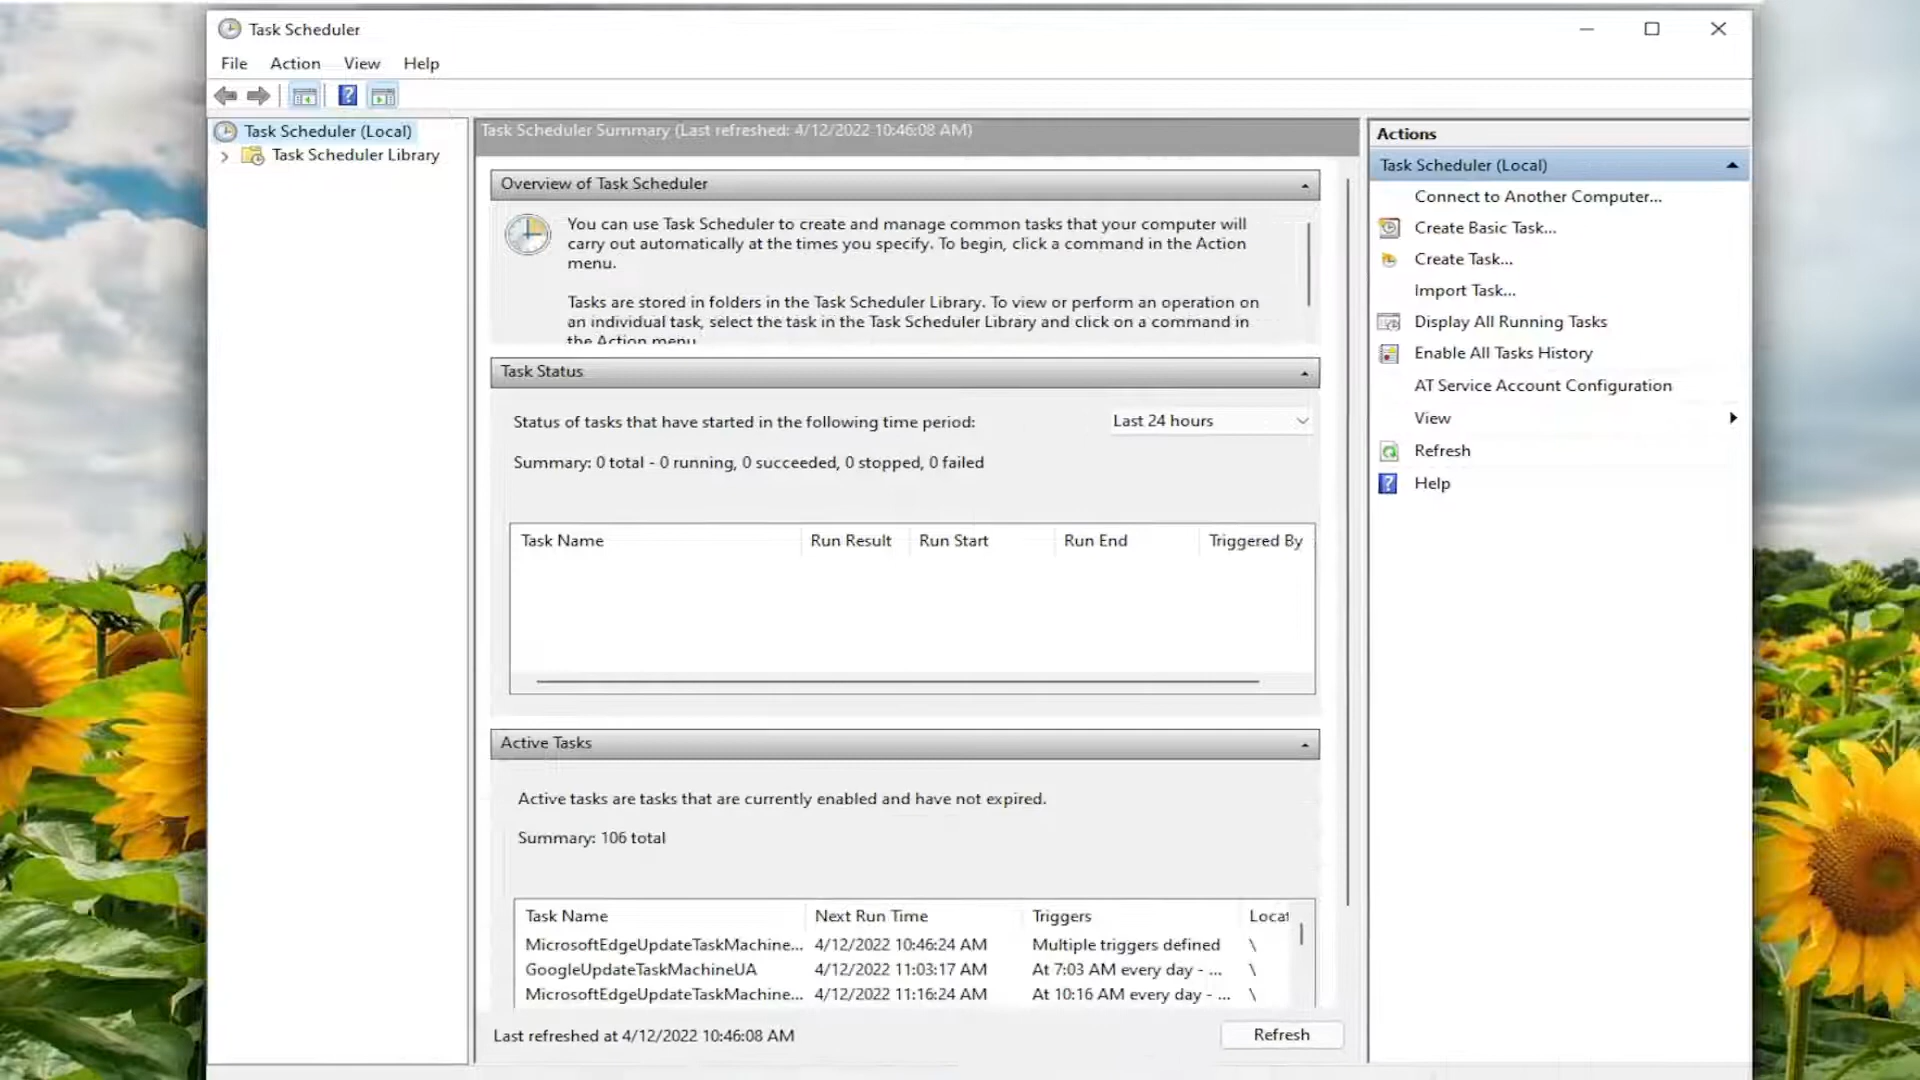 Task Scheduler
File Action View Help
Task Scheduler (Local)
Task Scheduler Library
Task Scheduler Summary (Last refreshed: 4/12/2022 10:46:08 AM)
Overview of Task Scheduler
You can use Task Scheduler to create and manage common tasks that your computer will
carry out automatically at the times you specify. To begin, click a command in the Action
menu.
Tasks are stored in folders in the Task Scheduler Library. To view or perform an operation on
an individual task, select the task in the Task Scheduler Library and click on a command in
the Action menu.
Task Status
Status of tasks that have started in the following time period:
Last 24 hours
Summary: 0 total - 0 running, 0 succeeded, 0 stopped, 0 failed
Task Name Run Result Run Start Run End Triggered By
Active Tasks
Active tasks are tasks that are currently enabled and have not expired.
Summary: 106 total
Task Name Next Run Time Triggers Locat
MicrosoftEdgeUpdateTaskMachine... 4/12/2022 10:46:24 AM Multiple triggers defined \
GoogleUpdateTaskMachineUA 4/12/2022 11:03:17 AM At 7:03 AM every day - ... \
MicrosoftEdgeUpdateTaskMachine... 4/12/2022 11:16:24 AM At 10:16 AM every day - ... \
Last refreshed at 4/12/2022 10:46:08 AM
Refresh
Actions
Task Scheduler (Local)
Connect to Another Computer...
Create Basic Task...
Create Task...
Import Task...
Display All Running Tasks
Enable All Tasks History
AT Service Account Configuration
View
Refresh
? Help